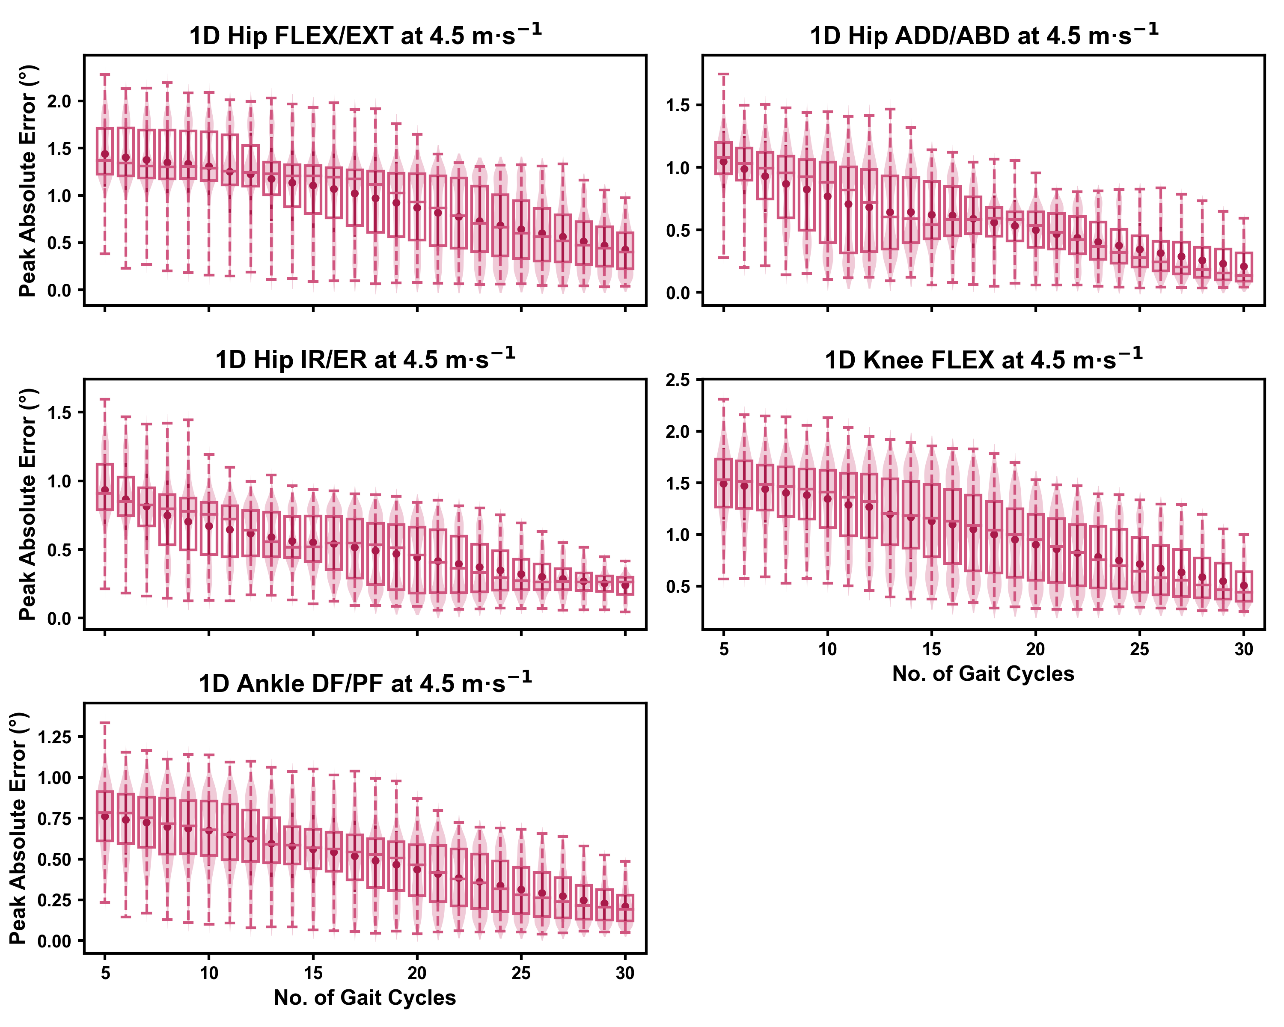 1D Hip FLEX/EXT at 4.5 m·s⁻¹
Peak Absolute Error (°)
2.0
1.5
1.0
0.5
0.0
1D Hip ADD/ABD at 4.5 m·s⁻¹
1.5
1.0
0.5
0.0
1D Hip IR/ER at 4.5 m·s⁻¹
Peak Absolute Error (°)
1.5
1.0
0.5
0.0
1D Knee FLEX at 4.5 m·s⁻¹
2.5
2.0
1.5
1.0
0.5
5 10 15 20 25 30
No. of Gait Cycles
1D Ankle DF/PF at 4.5 m·s⁻¹
Peak Absolute Error (°)
1.25
1.00
0.75
0.50
0.25
0.00
5 10 15 20 25 30
No. of Gait Cycles